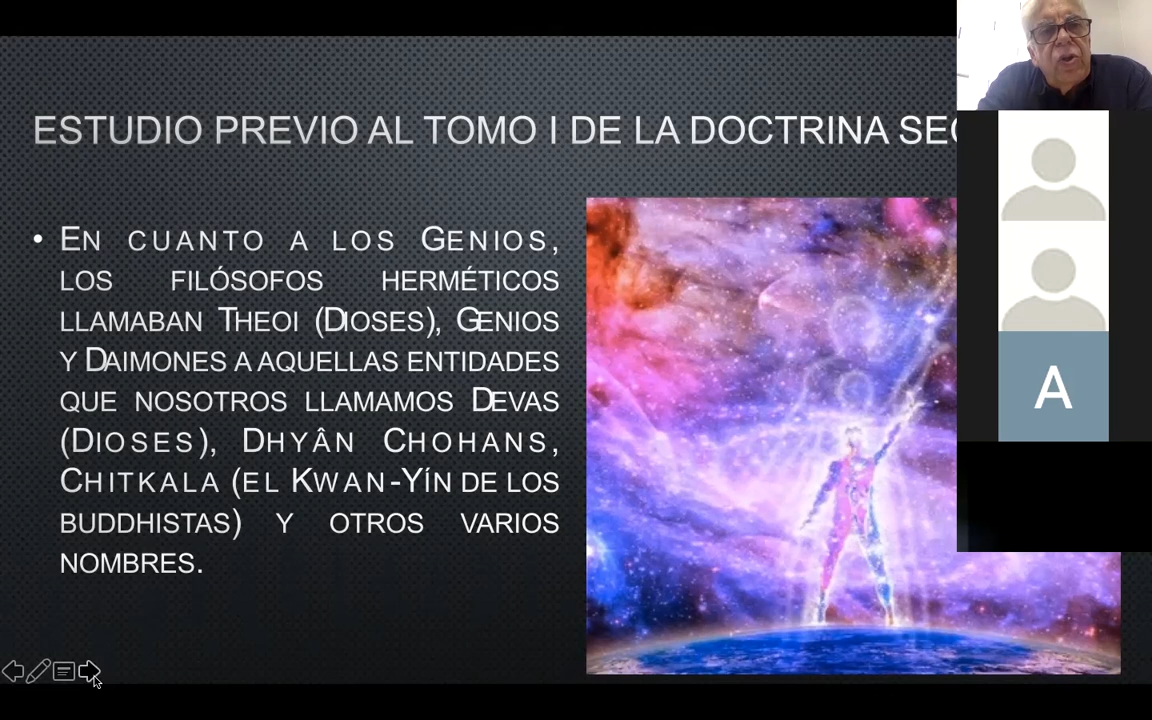 ESTUDIO PREVIO AL TOMO I DE LA DOCTRINA
• EN CUANTO A LOS GENIOS,
LOS FILÓSOFOS HERMÉTICOS
LLAMABAN THEOI (DIOSES), GENIOS
Y DAIMONES A AQUELLAS ENTIDADES
QUE NOSOTROS LLAMAMOS DEVAS
(DIOSES), DHYÂN CHOHANS,
CHITKALA (EL KWAN-YÍN DE LOS
BUDDHISTAS) Y OTROS VARIOS
NOMBRES.
A